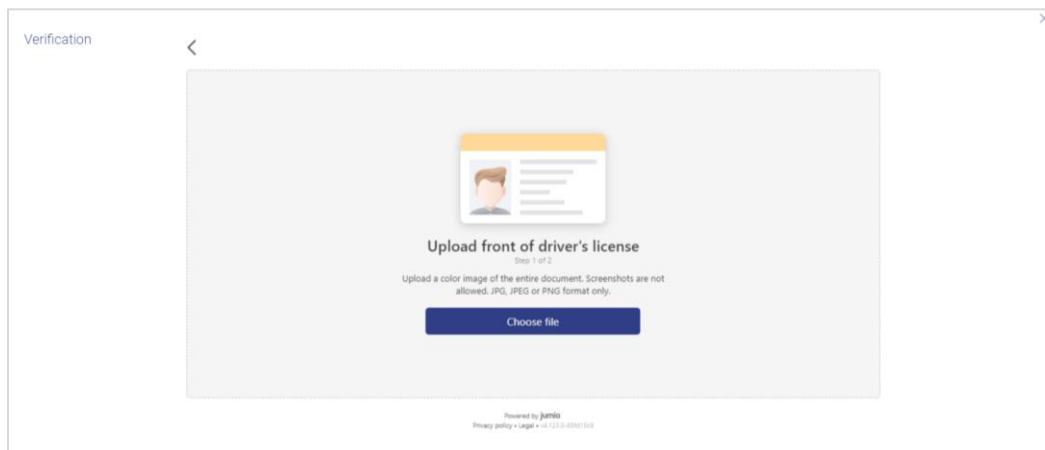 Verification
Upload front of driver's license
Step 1 of 2
Upload a color image of the entire document. Screenshots are not
allowed. JPG, JPEG or PNG format only.
Choose file
Powered by jumio
Privacy policy • Legal •